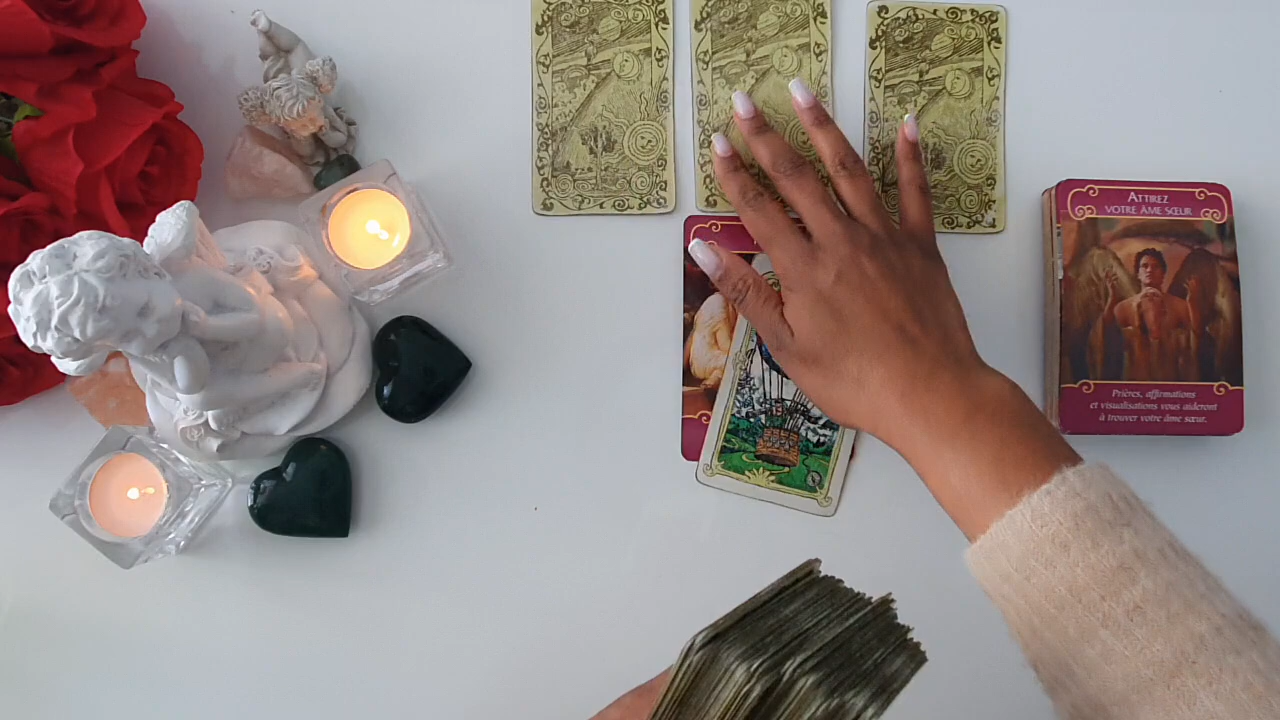 ATTIREZ
VOTRE ÂME SŒUR
Prières, affirmations
et visualisations vous aideront
à trouver votre âme sœur.